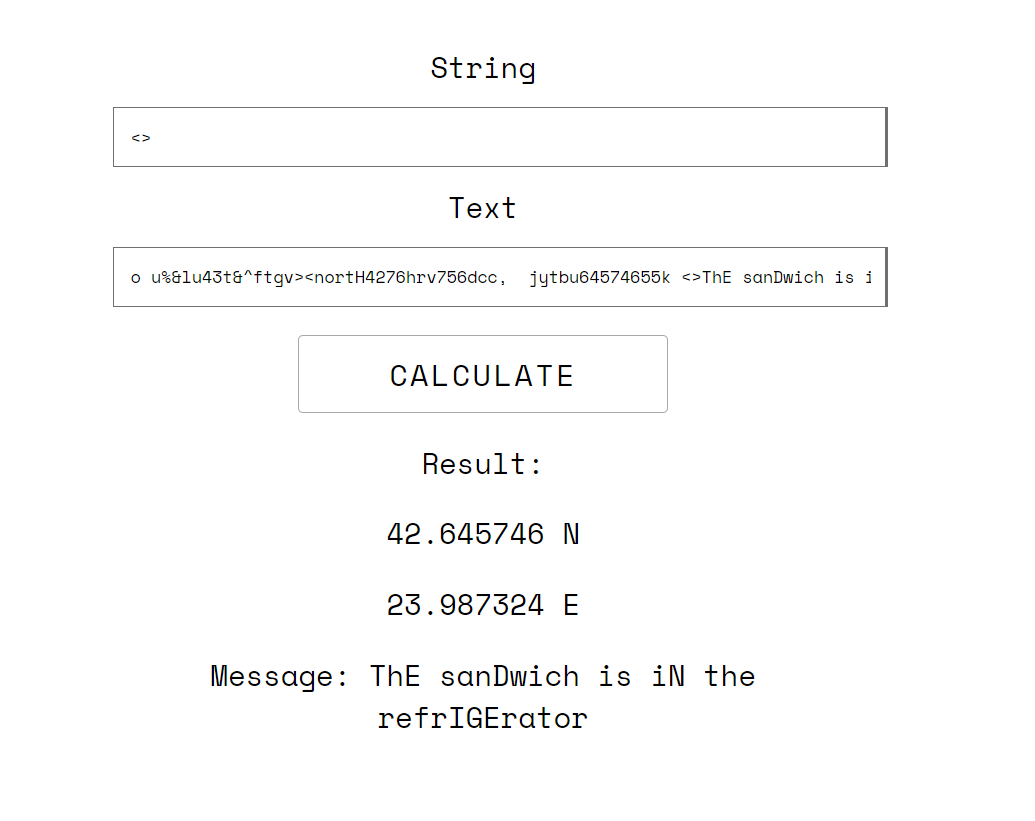 String
<>
Text
o u%&lu43t&^ftgv><nortH4276hrv756dcc,  jytbu64574655k <>ThE sanDwich is i
CALCULATE
Result:
42.645746 N
23.987324 E
Message: ThE sanDwich is iN the
refrIGErator